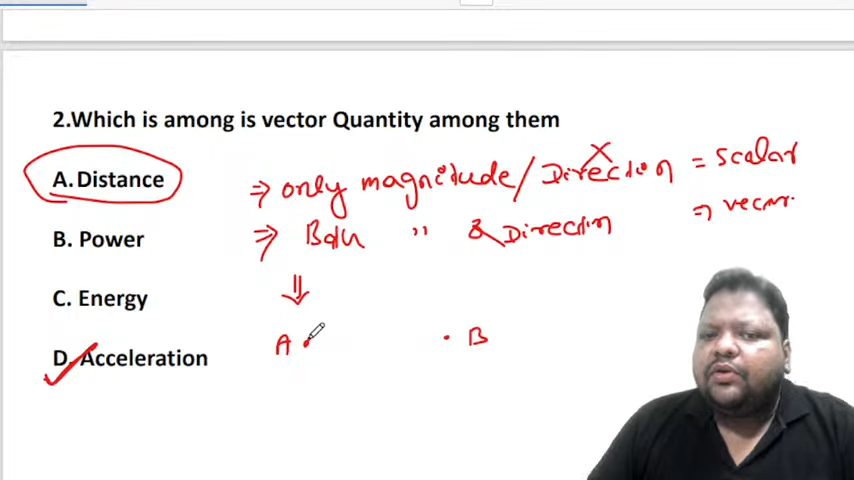 2.Which is among is vector Quantity among them
A. Distance
⇒ only magnitude / Direction = scalar
B. Power
⇒ Both " & Direction ⇒ vector.
C. Energy
D. Acceleration
A . . B